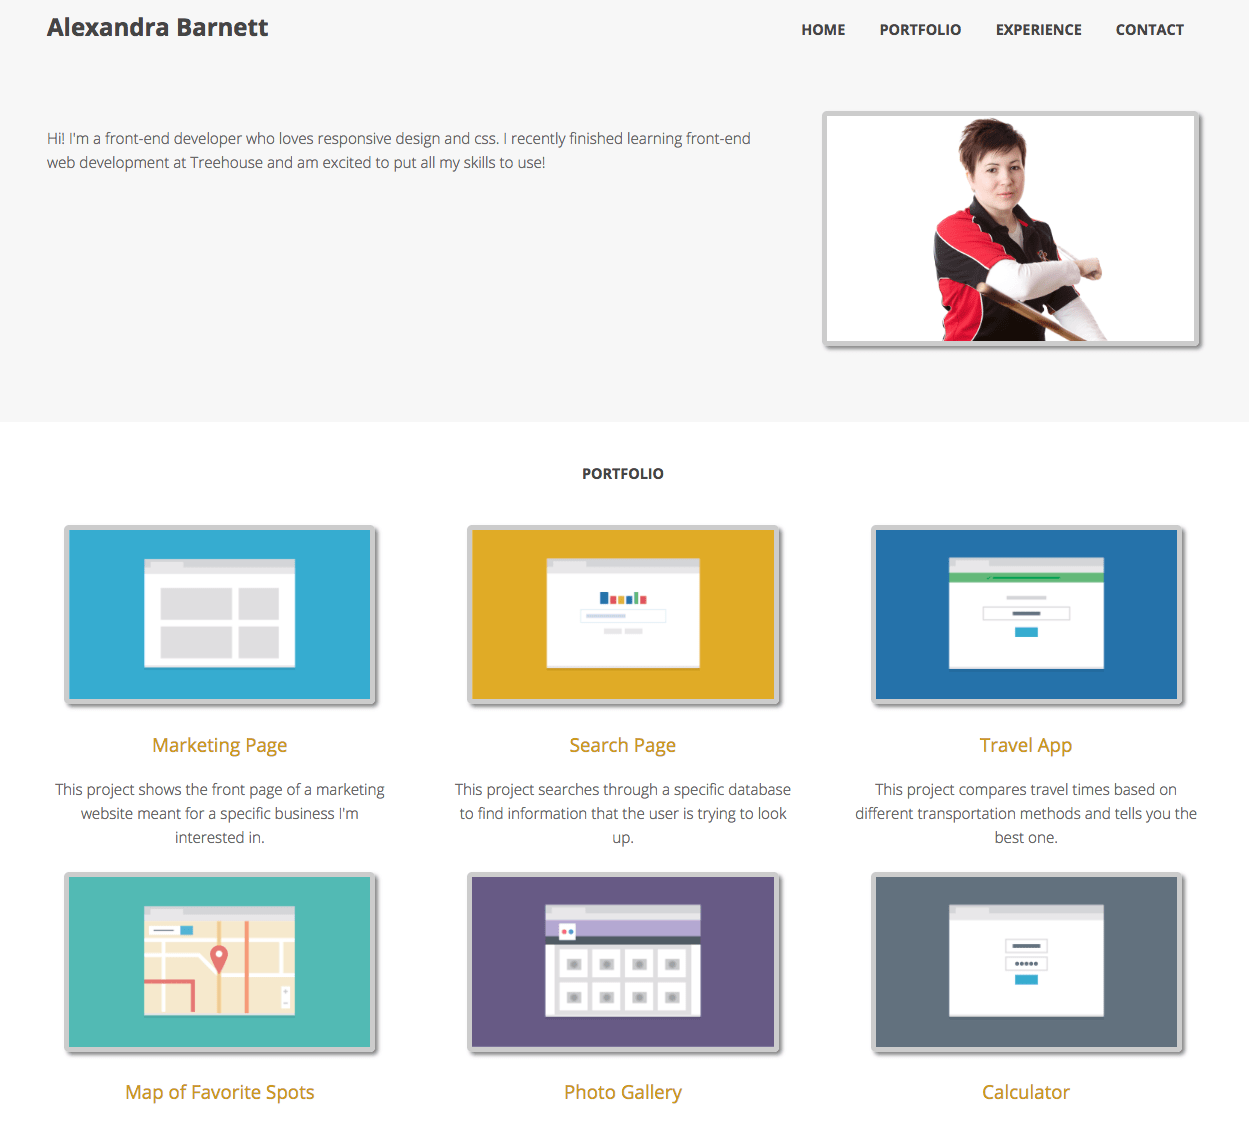 Alexandra Barnett
HOME PORTFOLIO EXPERIENCE CONTACT
Hi! I'm a front-end developer who loves responsive design and css. I recently finished learning front-end
web development at Treehouse and am excited to put all my skills to use!
PORTFOLIO
Marketing Page
This project shows the front page of a marketing
website meant for a specific business I'm
interested in.
Search Page
This project searches through a specific database
to find information that the user is trying to look
up.
Travel App
This project compares travel times based on
different transportation methods and tells you the
best one.
Map of Favorite Spots
Photo Gallery
Calculator